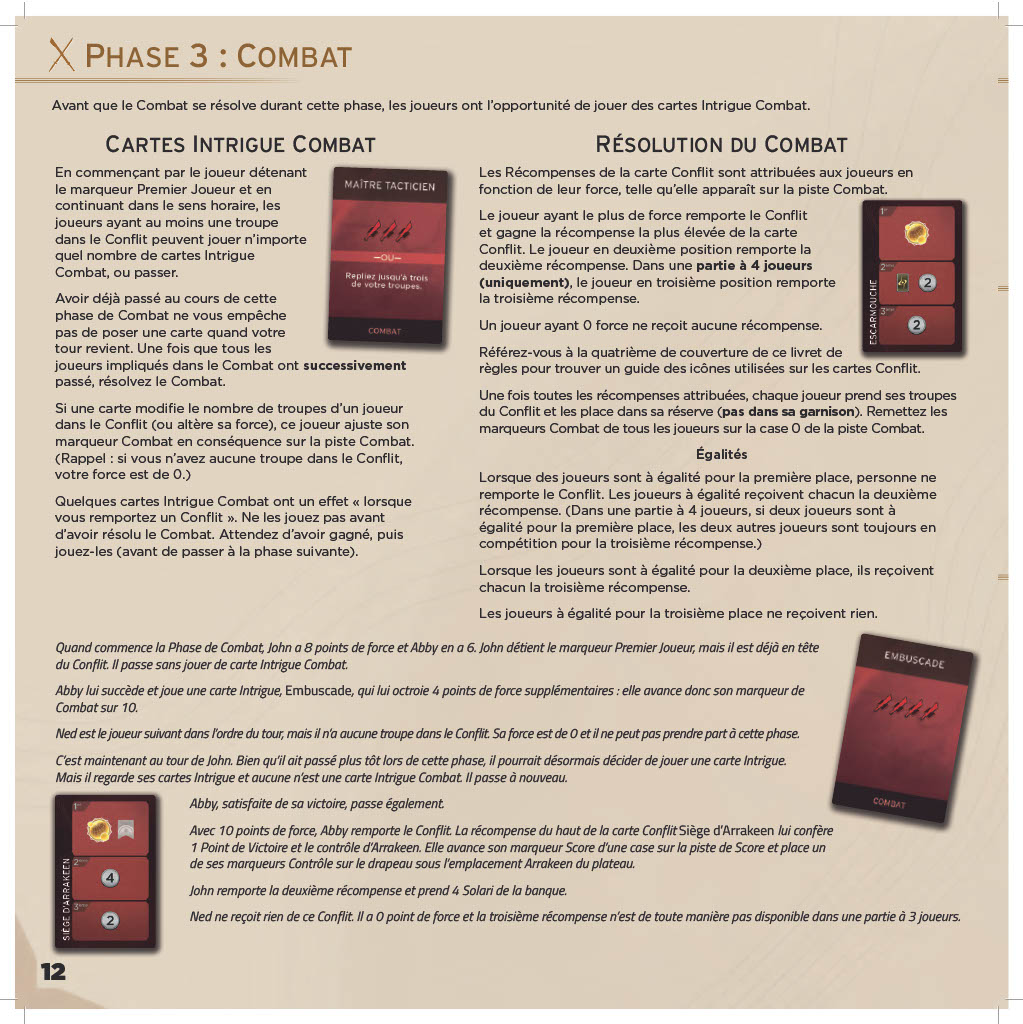 PHASE 3 : COMBAT
Avant que le Combat se résolve durant cette phase, les joueurs ont l'opportunité de jouer des cartes Intrigue Combat.
CARTES INTRIGUE COMBAT
En commençant par le joueur détenant
le marqueur Premier Joueur et en
continuant dans le sens horaire, les
joueurs ayant au moins une troupe
dans le Conflit peuvent jouer n'importe
quel nombre de cartes Intrigue
Combat, ou passer.
Avoir déjà passé au cours de cette
phase de Combat ne vous empêche
pas de poser une carte quand votre
tour revient. Une fois que tous les
joueurs impliqués dans le Combat ont successivement
passé, résolvez le Combat.
Si une carte modifie le nombre de troupes d'un joueur
dans le Conflit (ou altère sa force), ce joueur ajuste son
marqueur Combat en conséquence sur la piste Combat.
(Rappel : si vous n'avez aucune troupe dans le Conflit,
votre force est de 0.)
Quelques cartes Intrigue Combat ont un effet « lorsque
vous remportez un Conflit ». Ne les jouez pas avant
d'avoir résolu le Combat. Attendez d'avoir gagné, puis
jouez-les (avant de passer à la phase suivante).
MAÎTRE TACTICIEN
—OU—
Repliez jusqu'à trois
de votre troupes.
COMBAT
RÉSOLUTION DU COMBAT
Les Récompenses de la carte Conflit sont attribuées aux joueurs en
fonction de leur force, telle qu'elle apparaît sur la piste Combat.
Le joueur ayant le plus de force remporte le Conflit
et gagne la récompense la plus élevée de la carte
Conflit. Le joueur en deuxième position remporte la
deuxième récompense. Dans une partie à 4 joueurs
(uniquement), le joueur en troisième position remporte
la troisième récompense.
Un joueur ayant 0 force ne reçoit aucune récompense.
Référez-vous à la quatrième de couverture de ce livret de
règles pour trouver un guide des icônes utilisées sur les cartes Conflit.
Une fois toutes les récompenses attribuées, chaque joueur prend ses troupes
du Conflit et les place dans sa réserve (pas dans sa garnison). Remettez les
marqueurs Combat de tous les joueurs sur la case 0 de la piste Combat.
Égalités
Lorsque des joueurs sont à égalité pour la première place, personne ne
remporte le Conflit. Les joueurs à égalité reçoivent chacun la deuxième
récompense. (Dans une partie à 4 joueurs, si deux joueurs sont à
égalité pour la première place, les deux autres joueurs sont toujours en
compétition pour la troisième récompense.)
Lorsque les joueurs sont à égalité pour la deuxième place, ils reçoivent
chacun la troisième récompense.
Les joueurs à égalité pour la troisième place ne reçoivent rien.
ESCARMOUCHE
2
2
Quand commence la Phase de Combat, John a 8 points de force et Abby en a 6. John détient le marqueur Premier Joueur, mais il est déjà en tête
du Conflit. Il passe sans jouer de carte Intrigue Combat.
Abby lui succède et joue une carte Intrigue, Embuscade, qui lui octroie 4 points de force supplémentaires : elle avance donc son marqueur de
Combat sur 10.
Ned est le joueur suivant dans l'ordre du tour, mais il n'a aucune troupe dans le Conflit. Sa force est de 0 et il ne peut pas prendre part à cette phase.
C'est maintenant au tour de John. Bien qu'il ait passé plus tôt lors de cette phase, il pourrait désormais décider de jouer une carte Intrigue.
Mais il regarde ses cartes Intrigue et aucune n'est une carte Intrigue Combat. Il passe à nouveau.
Abby, satisfaite de sa victoire, passe également.
Avec 10 points de force, Abby remporte le Conflit. La récompense du haut de la carte Conflit Siège d'Arrakeen lui confère
1 Point de Victoire et le contrôle d'Arrakeen. Elle avance son marqueur Score d'une case sur la piste de Score et place un
de ses marqueurs Contrôle sur le drapeau sous l'emplacement Arrakeen du plateau.
John remporte la deuxième récompense et prend 4 Solari de la banque.
Ned ne reçoit rien de ce Conflit. Il a 0 point de force et la troisième récompense n'est de toute manière pas disponible dans une partie à 3 joueurs.
EMBUSCADE
COMBAT
SIÈGE D'ARRAKEEN
4
2
12